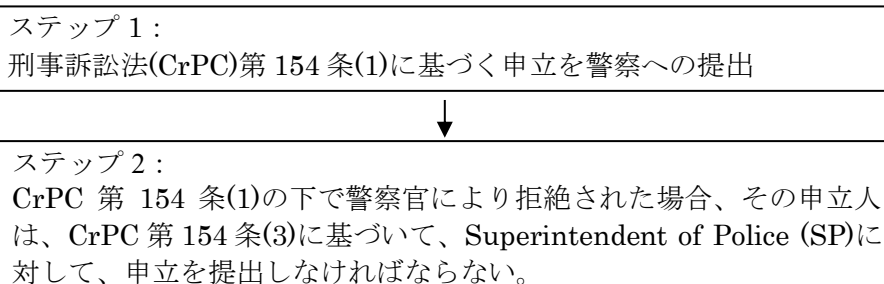 ステップ 1：
刑事訴訟法(CrPC)第 154 条(1)に基づく申立を警察への提出
ステップ 2：
CrPC 第 154 条(1)の下で警察官により拒絶された場合、その申立人
は、CrPC 第 154 条(3)に基づいて、Superintendent of Police (SP)に
対して、申立を提出しなければならない。